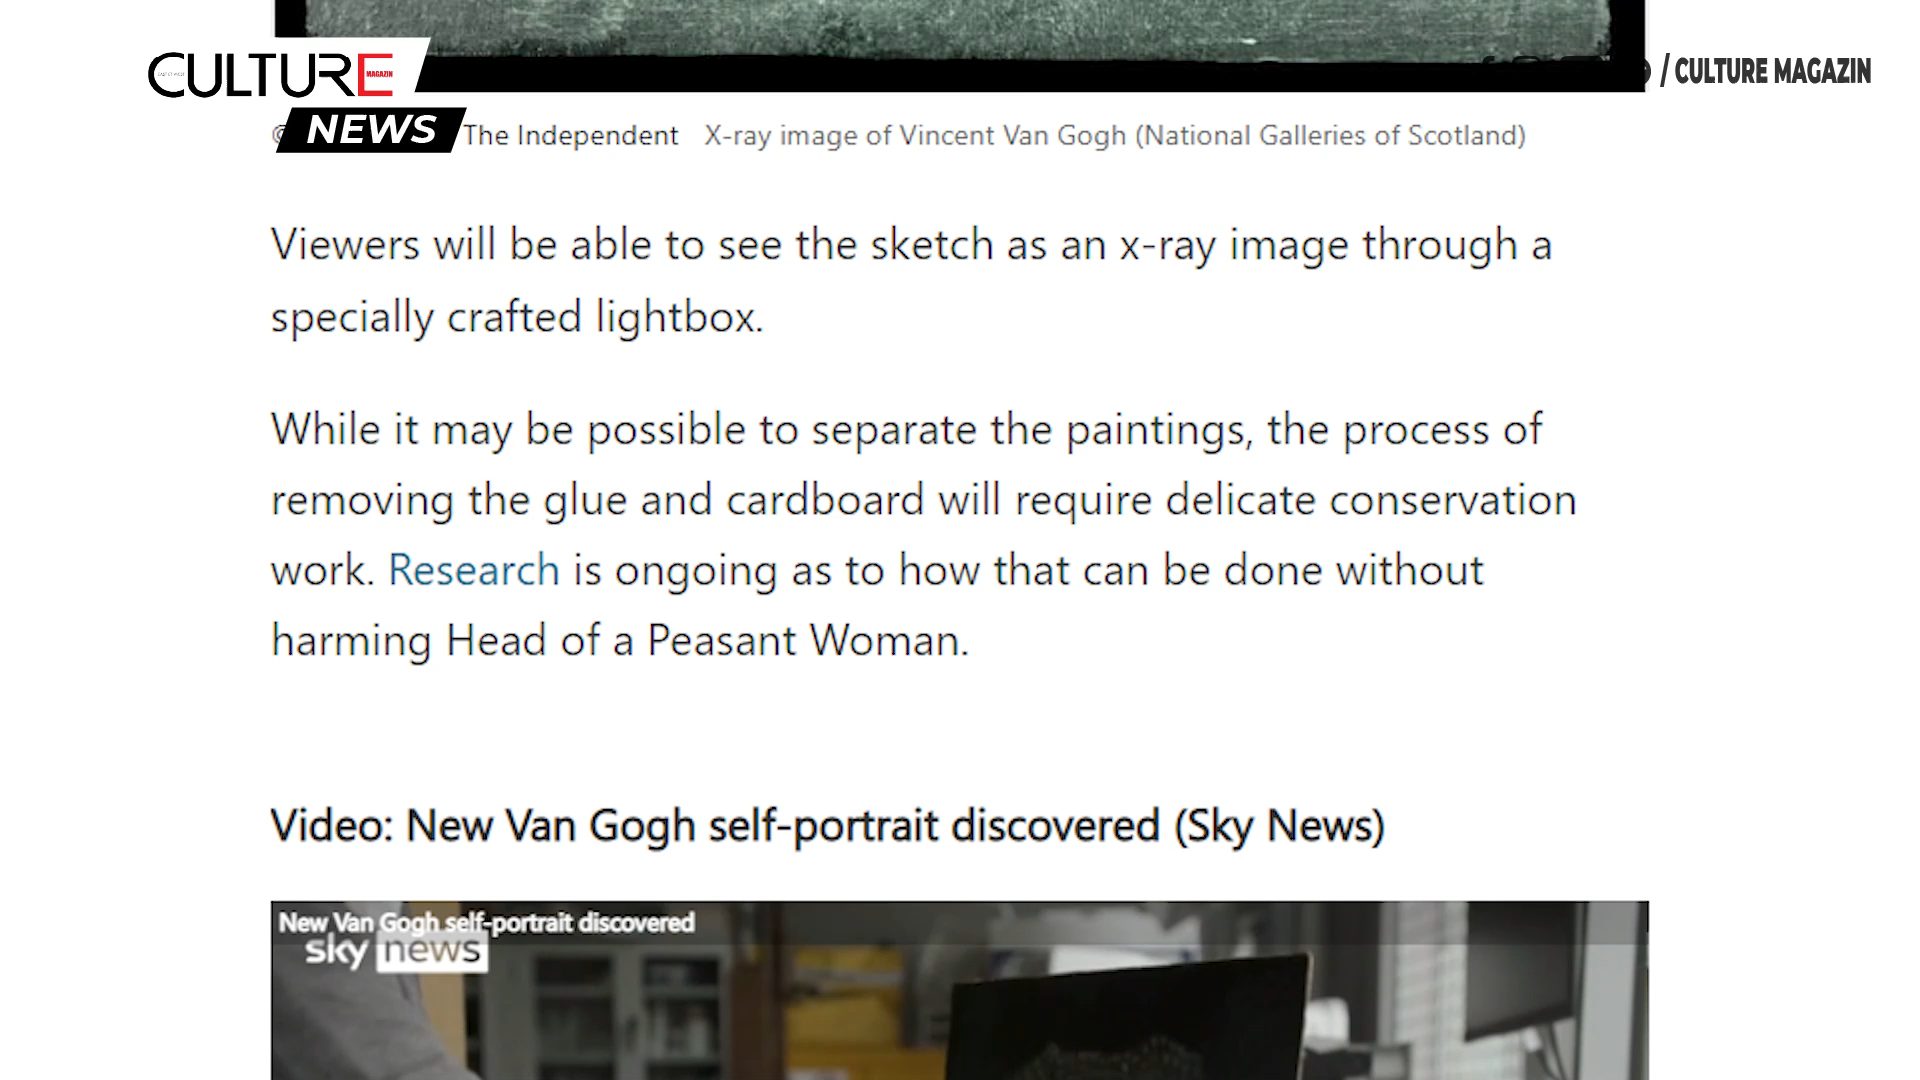 CULTURE
MAGAZIN
NEWS
/ CULTURE MAGAZIN
The Independent X-ray image of Vincent Van Gogh (National Galleries of Scotland)
Viewers will be able to see the sketch as an x-ray image through a
specially crafted lightbox.
While it may be possible to separate the paintings, the process of
removing the glue and cardboard will require delicate conservation
work. Research is ongoing as to how that can be done without
harming Head of a Peasant Woman.
Video: New Van Gogh self-portrait discovered (Sky News)
New Van Gogh self-portrait discovered
sky news